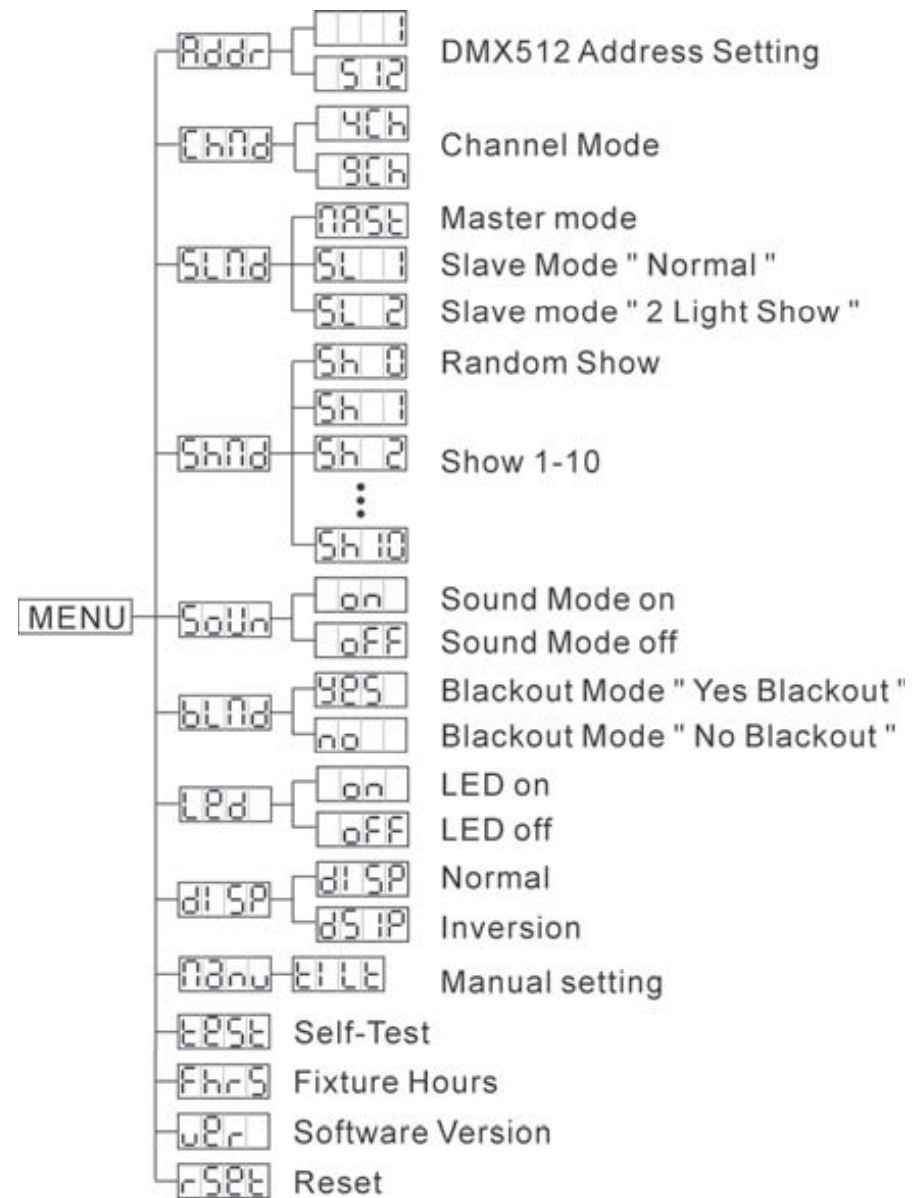 Addr
1
512
DMX512 Address Setting
ChMd
4Ch
9Ch
Channel Mode
SLMd
MASt
Master mode
SL 1
Slave Mode " Normal "
SL 2
Slave mode " 2 Light Show "
ShMd
Sh 0
Random Show
Sh 1
Sh 2
Show 1-10
Sh 10
MENU
SoUn
on
Sound Mode on
oFF
Sound Mode off
bLMd
yes
Blackout Mode " Yes Blackout "
no
Blackout Mode " No Blackout "
Led
on
LED on
oFF
LED off
dISP
dISP
Normal
dSIP
Inversion
Manu
tILt
Manual setting
test
Self-Test
FhrS
Fixture Hours
ver
Software Version
rSet
Reset